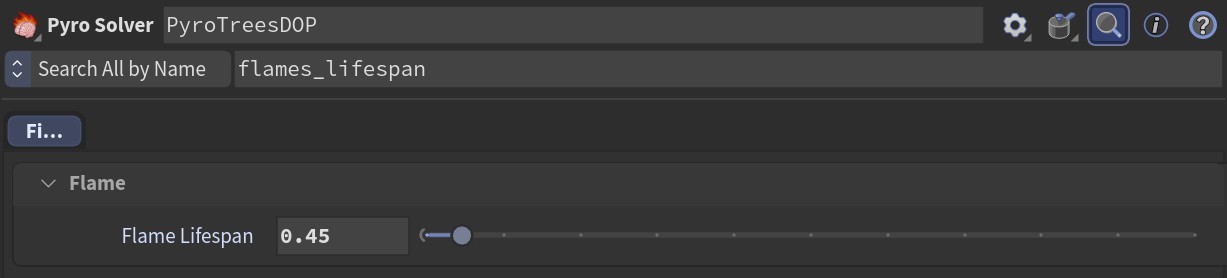 Pyro Solver PyroTreesDOP
Search All by Name flames_lifespan
Fi...
Flame
Flame Lifespan 0.45